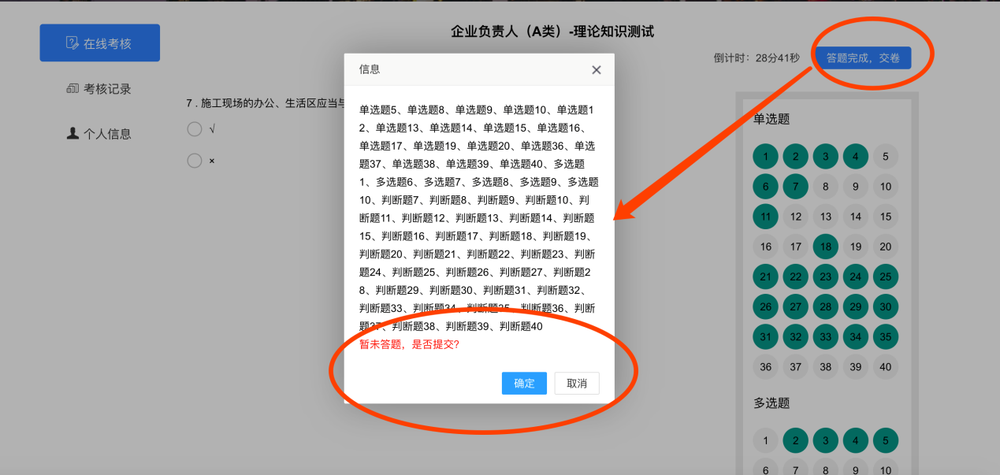 企业负责人（A类）-理论知识测试
在线考核
考核记录
个人信息
倒计时：28分41秒
答题完成，交卷
7 . 施工现场的办公、生活区应当与
√
×
信息
单选题5、单选题8、单选题9、单选题10、单选题1
2、单选题13、单选题14、单选题15、单选题16、
单选题17、单选题19、单选题20、单选题36、单选
题37、单选题38、单选题39、单选题40、多选题
1、多选题6、多选题7、多选题8、多选题9、多选题
10、判断题7、判断题8、判断题9、判断题10、判
断题11、判断题12、判断题13、判断题14、判断题
15、判断题16、判断题17、判断题18、判断题19、
判断题20、判断题21、判断题22、判断题23、判断
题24、判断题25、判断题26、判断题27、判断题2
8、判断题29、判断题30、判断题31、判断题32、
判断题33、判断题34、判断题35、判断题36、判断
题37、判断题38、判断题39、判断题40
暂未答题，是否提交?
确定 取消
单选题
1 2 3 4 5
6 7 8 9 10
11 12 13 14 15
16 17 18 19 20
21 22 23 24 25
26 27 28 29 30
31 32 33 34 35
36 37 38 39 40
多选题
1 2 3 4 5
6 7 8 9 10